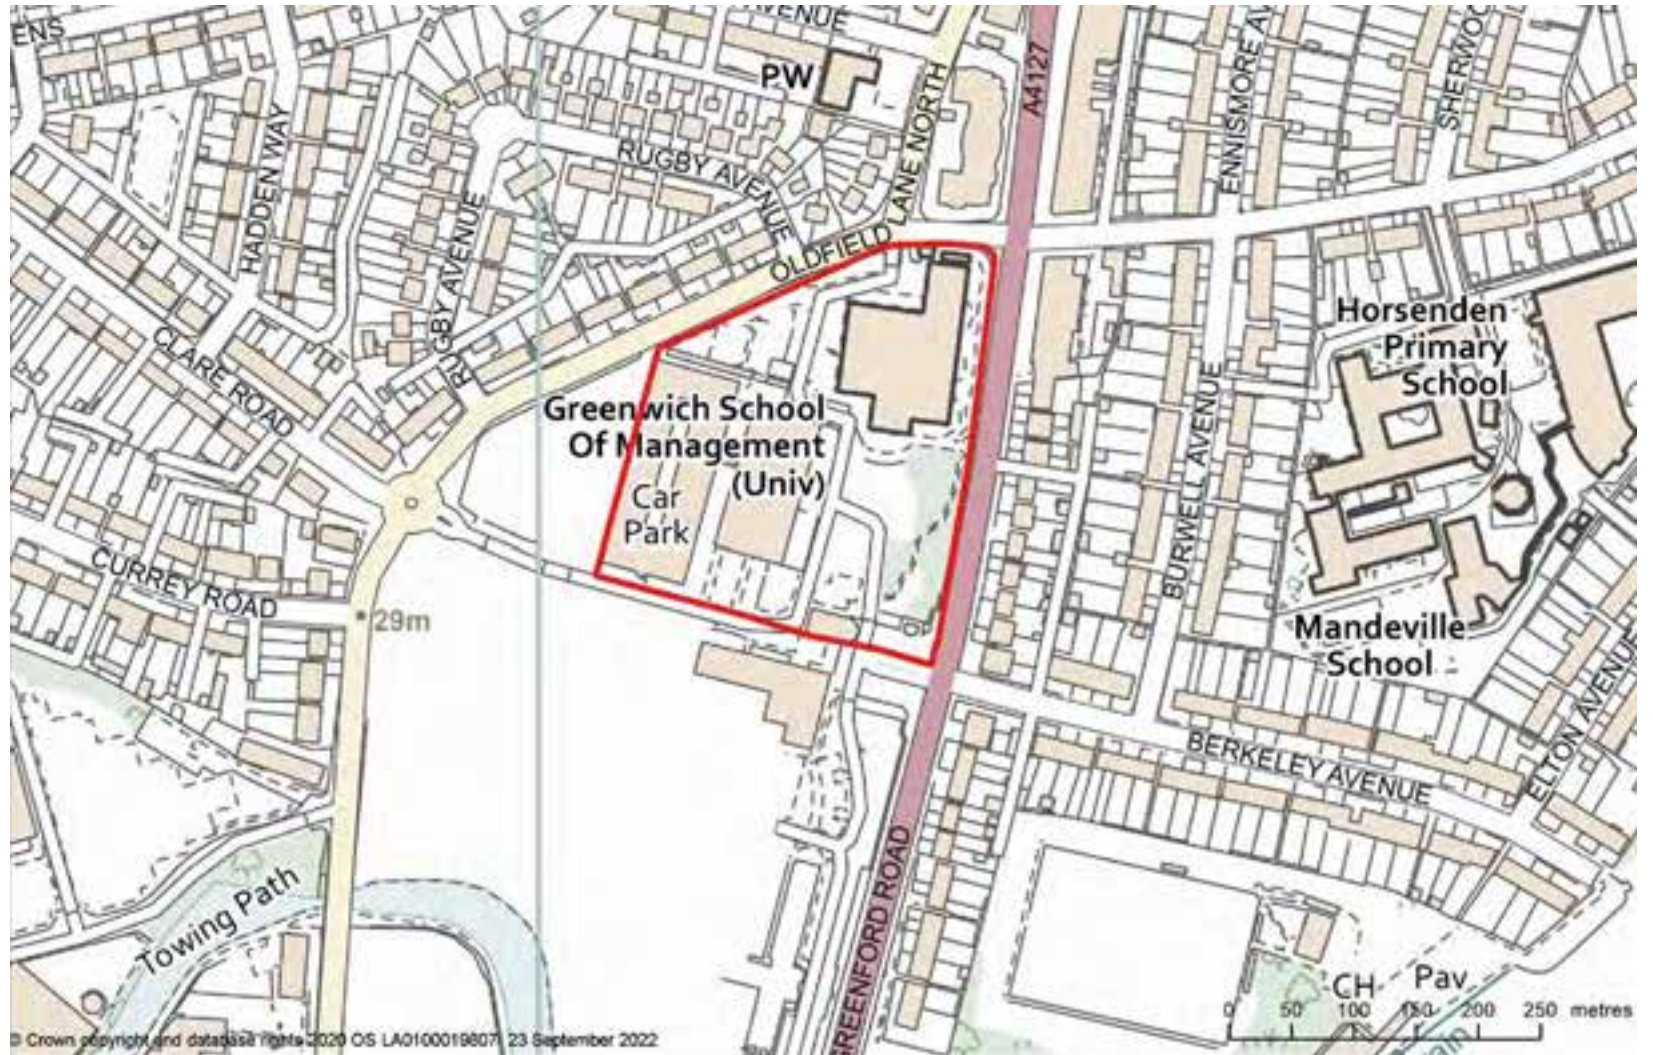 ENS
AVENUE
PW
A4127
ENNISMORE AV
SHERWOO
HADDEN WAY
RUGBY AVENUE
OLDFIELD LANE NORTH
RUGBY AVENUE
CLARE ROAD
Horsenden
Primary
School
Greenwich School
Of Management
(Univ)
Car
Park
BURWELL AVENUE
CURREY ROAD
29m
Mandeville
School
ELTON AVENUE
BERKELEY AVENUE
Towing Path
GREENFORD ROAD
CH
Pav
0 50 100 150 200 250 metres
© Crown copyright and database rights 2020 OS LA0100019807 23 September 2022